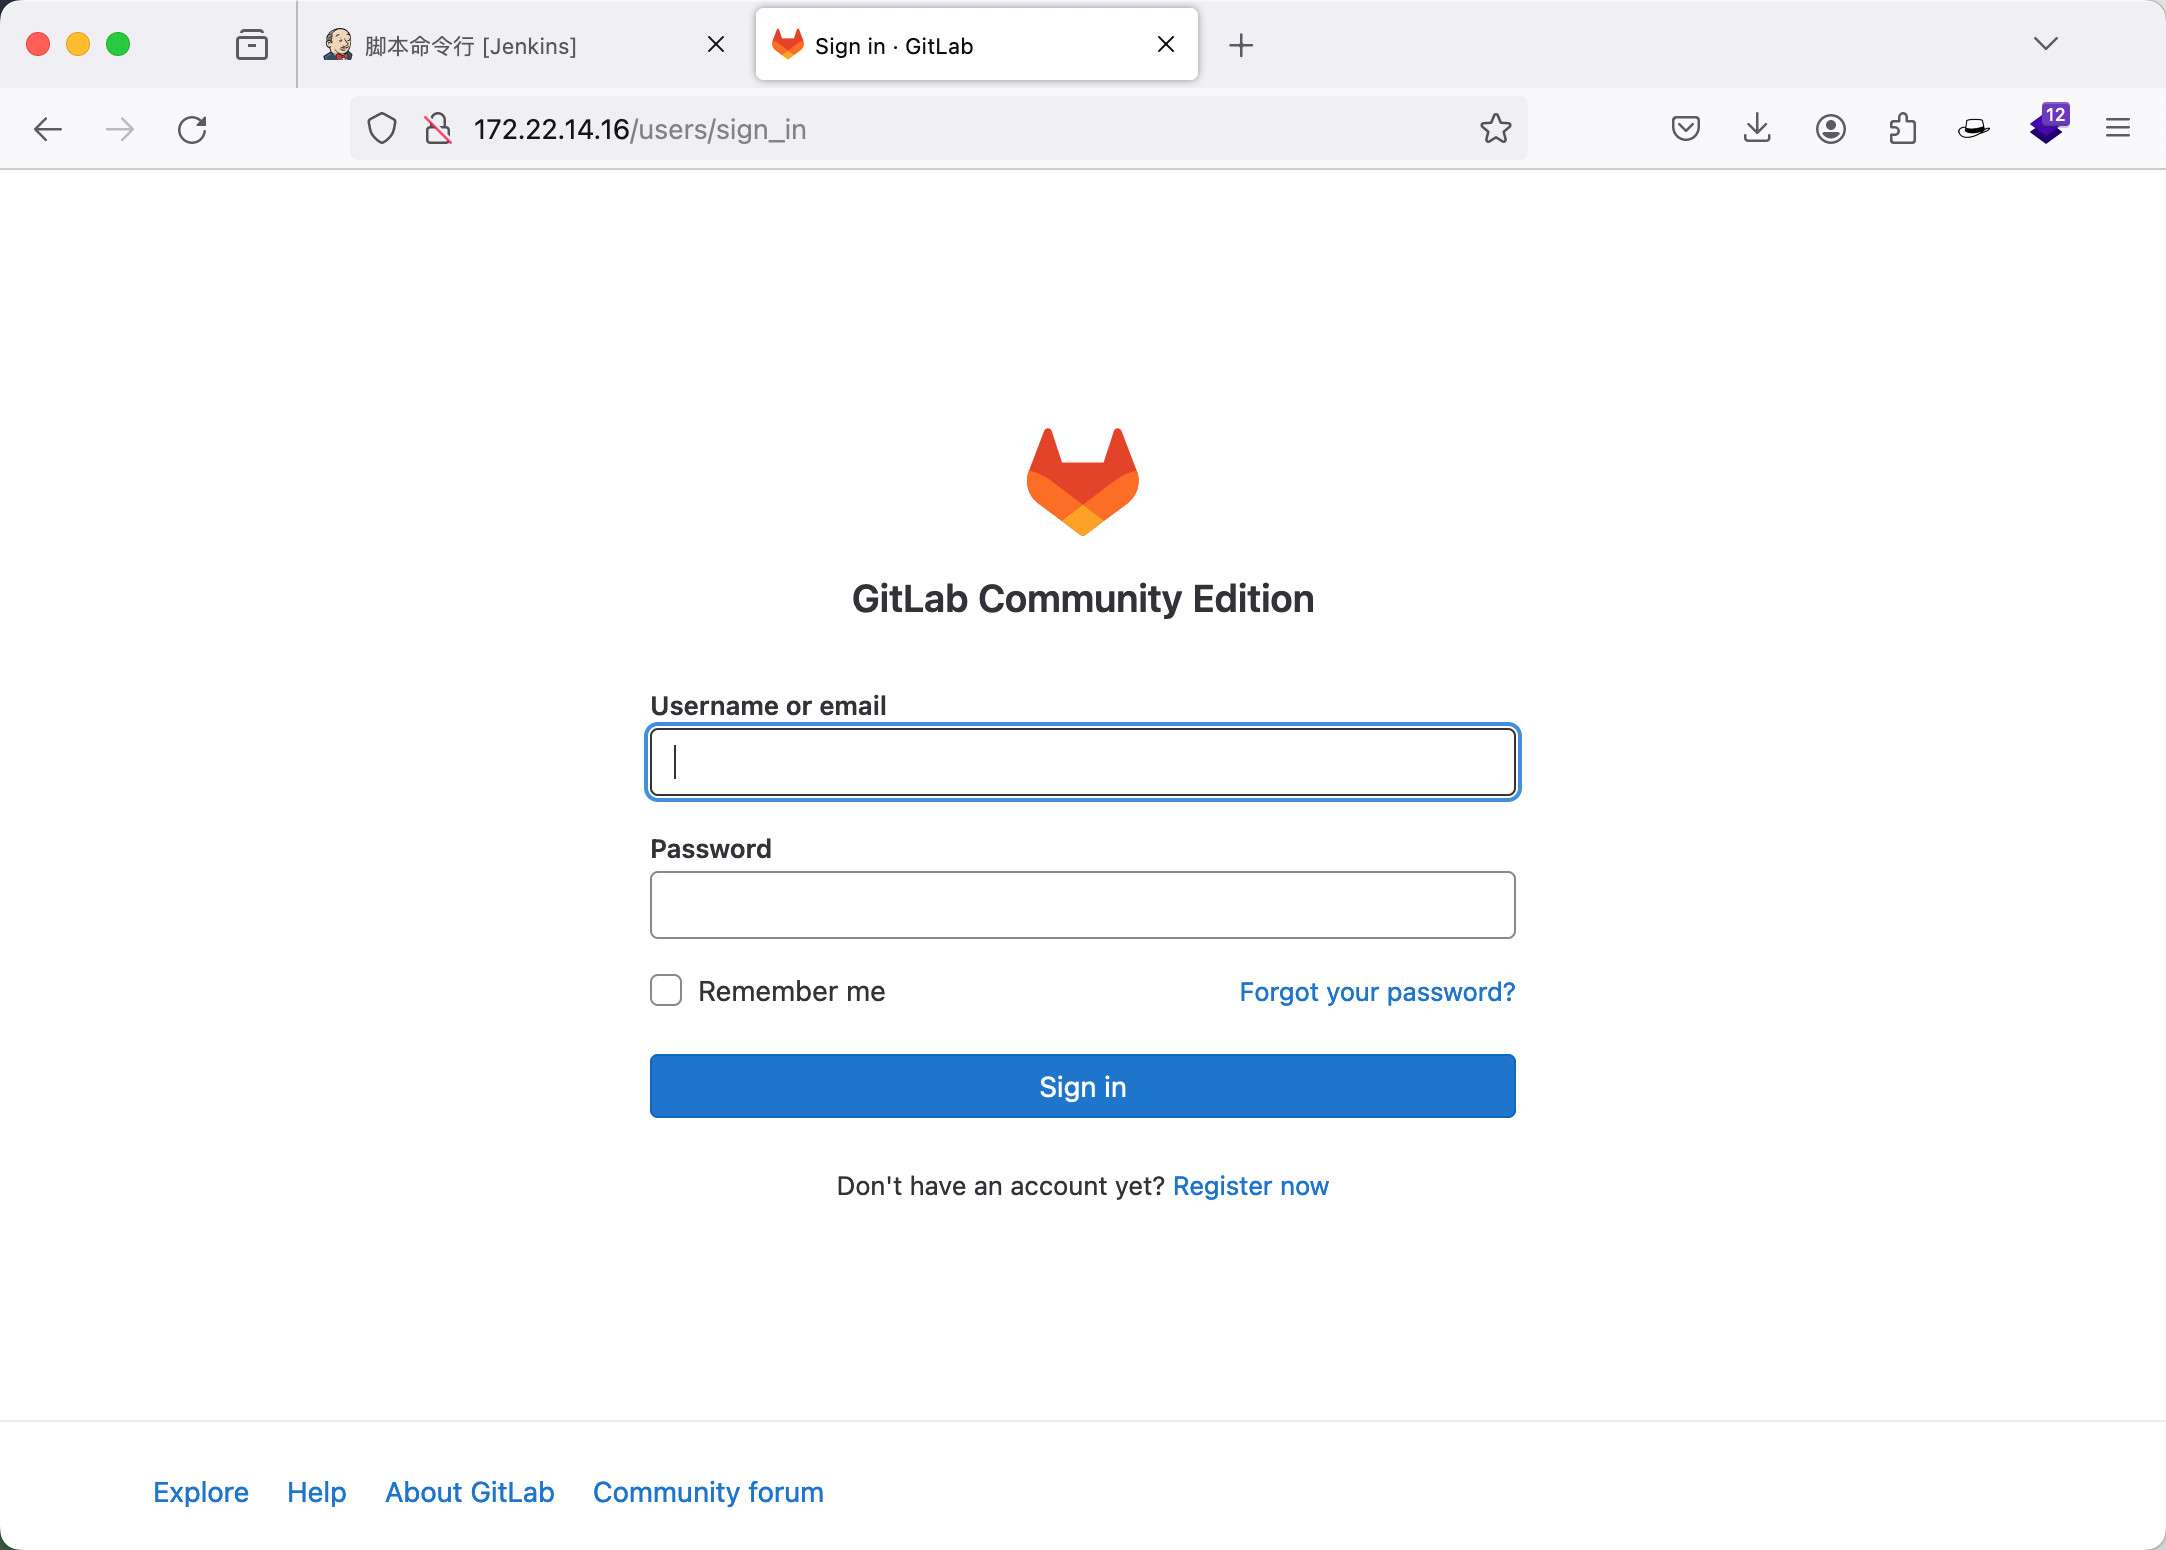 脚本命令行 [Jenkins]
Sign in · GitLab
172.22.14.16/users/sign_in
12
GitLab Community Edition
Username or email
Password
Remember me
Forgot your password?
Sign in
Don't have an account yet? Register now
Explore Help About GitLab Community forum